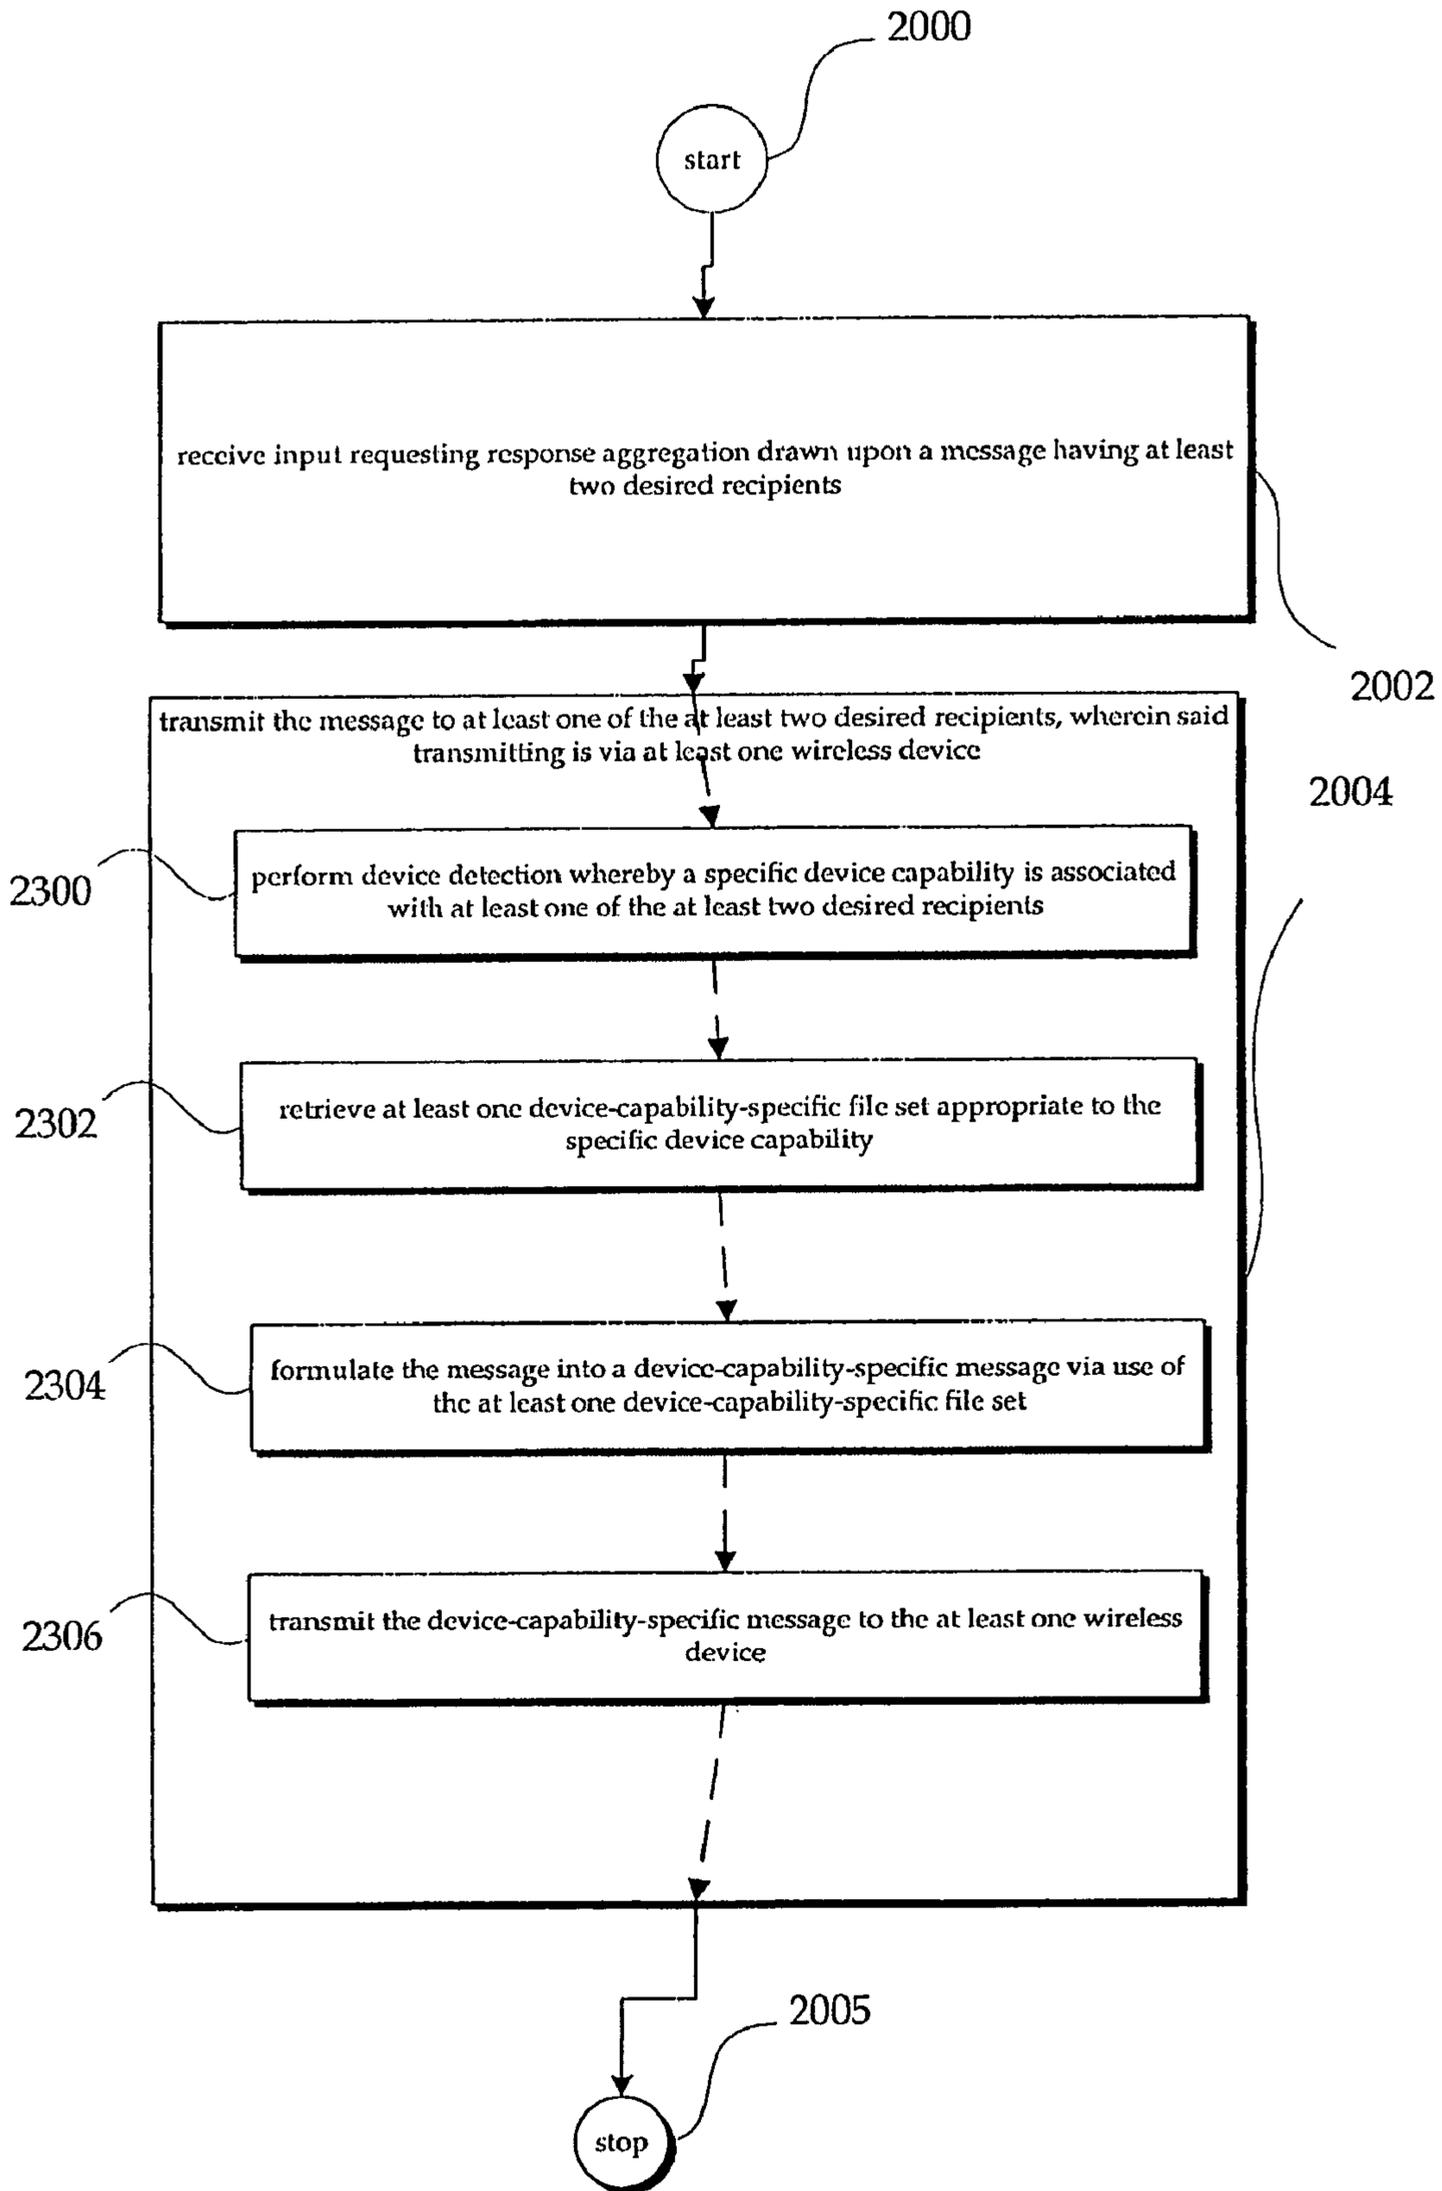 2000
start
receive input requesting response aggregation drawn upon a message having at least
two desired recipients
2002
transmit the message to at least one of the at least two desired recipients, wherein said
transmitting is via at least one wireless device
2004
2300
perform device detection whereby a specific device capability is associated
with at least one of the at least two desired recipients
2302
retrieve at least one device-capability-specific file set appropriate to the
specific device capability
2304
formulate the message into a device-capability-specific message via use of
the at least one device-capability-specific file set
2306
transmit the device-capability-specific message to the at least one wireless
device
2005
stop